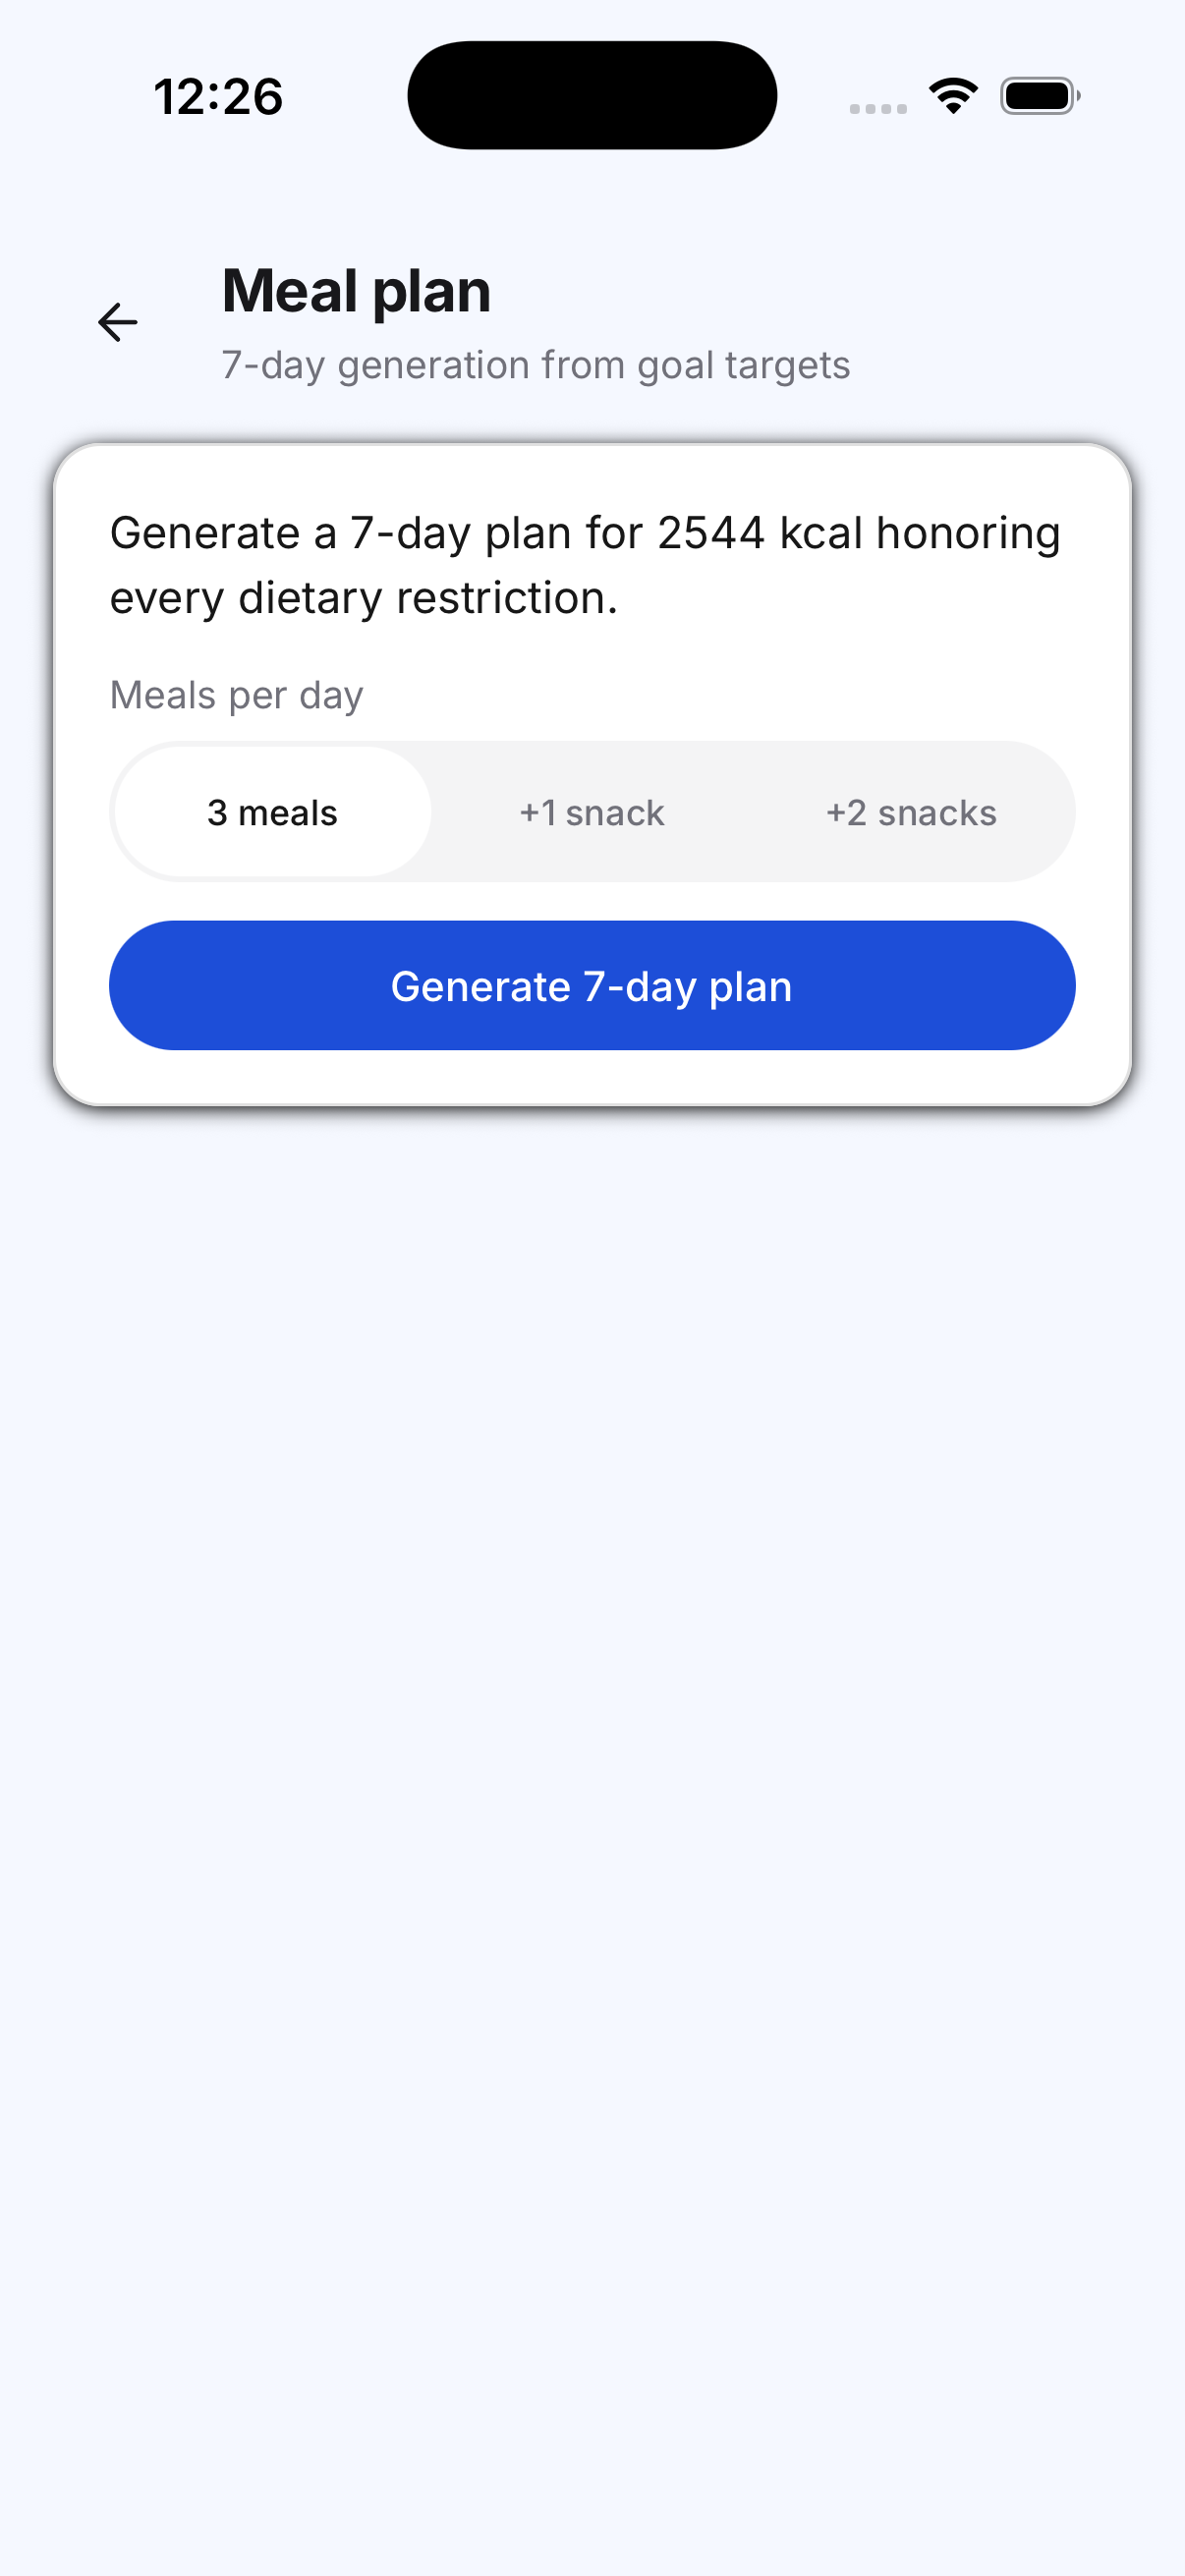 12:26
Meal plan
7-day generation from goal targets
Generate a 7-day plan for 2544 kcal honoring
every dietary restriction.
Meals per day
3 meals
+1 snack
+2 snacks
Generate 7-day plan